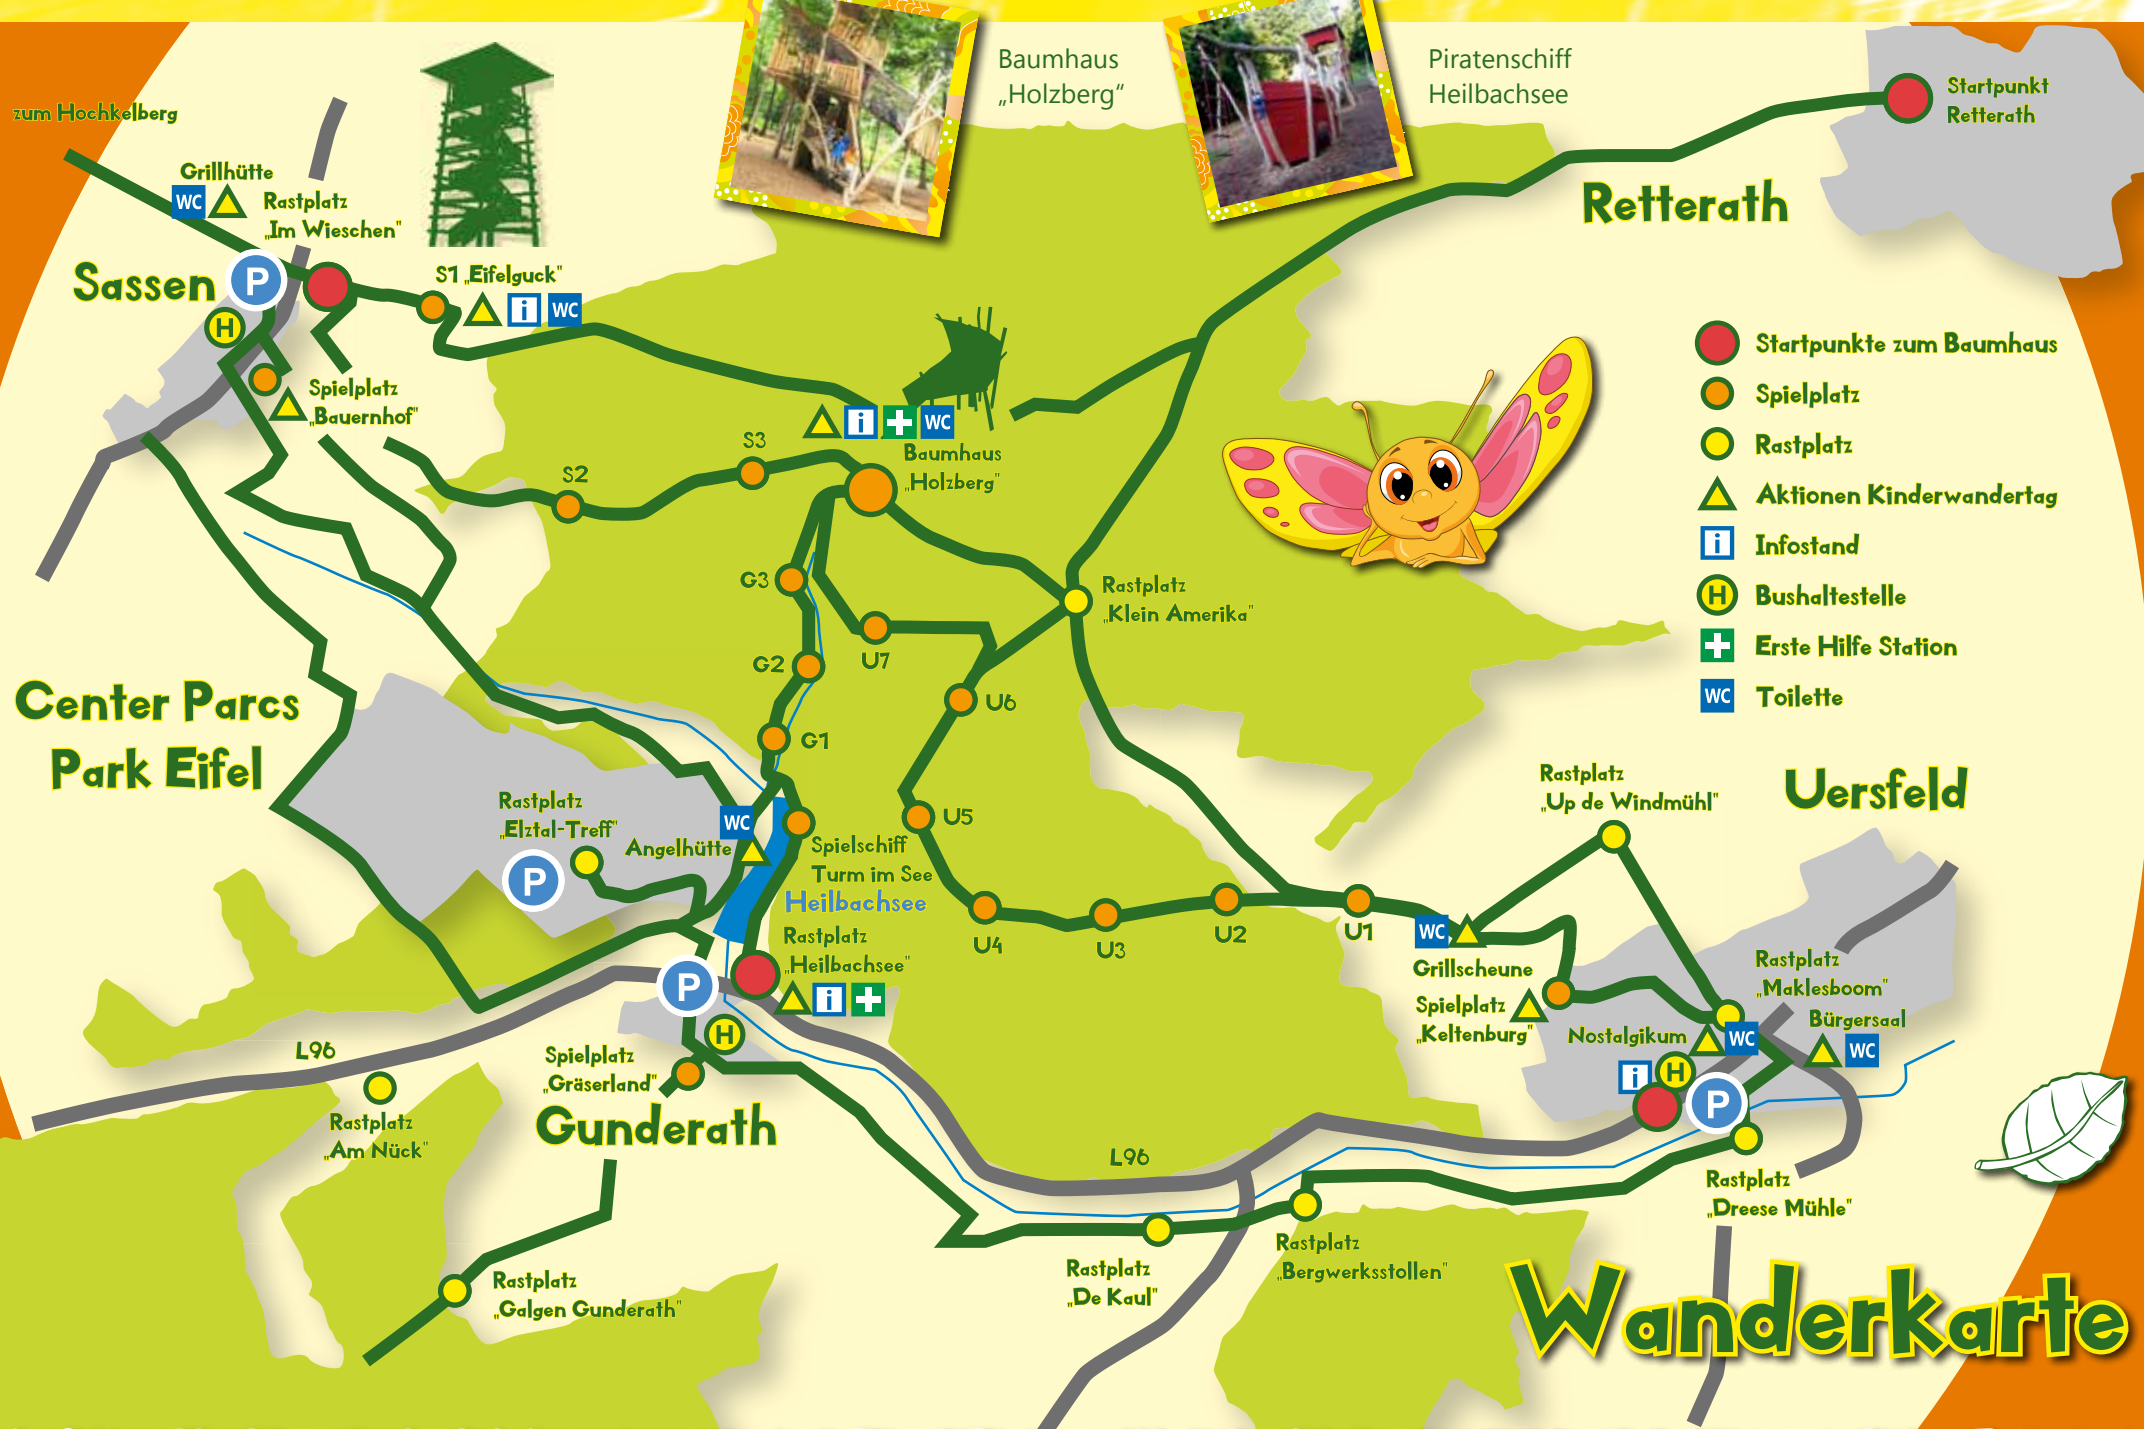 Baumhaus
„Holzberg“
Piratenschiff
Heilbachsee
Startpunkt
Retterath
Retterath
zum Hochkelberg
Grillhütte
WC
Rastplatz
„Im Wieschen"
Sassen
P
H
S1 „Eifelguck"
i
WC
Spielplatz
„Bauernhof"
i
WC
Baumhaus
„Holzberg"
S3
S2
Startpunkte zum Baumhaus
Spielplatz
Rastplatz
Aktionen Kinderwandertag
i
Infostand
H
Bushaltestelle
Erste Hilfe Station
WC
Toilette
G3
G2
G1
U7
U6
U5
U4
U3
U2
U1
Rastplatz
„Klein Amerika"
Center Parcs
Park Eifel
Rastplatz
„Elztal-Treff"
P
WC
Angelhütte
Spielschiff
Turm im See
Heilbachsee
Rastplatz
„Heilbachsee"
i
P
H
L96
Spielplatz
„Gräserland"
Gunderath
Rastplatz
„Am Nück"
Rastplatz
„Galgen Gunderath"
Rastplatz
„Up de Windmühl"
Uersfeld
WC
Grillscheune
Spielplatz
„Keltenburg"
Rastplatz
„Maklesboom"
Nostalgikum
WC
Bürgersaal
WC
i
H
P
L96
Rastplatz
„Dreese Mühle"
Rastplatz
„De Kaul"
Rastplatz
„Bergwerksstollen"
Wanderkarte